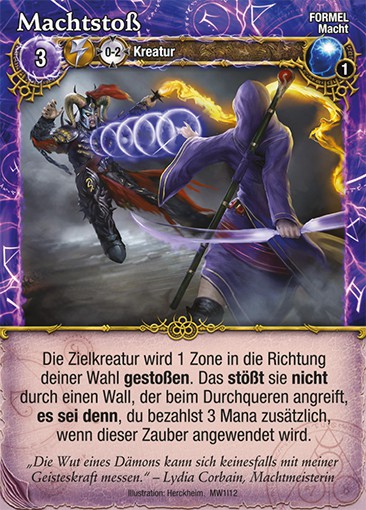 Machtstoß
FORMEL
Macht
3
0-2
Kreatur
1
Die Zielkreatur wird 1 Zone in die Richtung
deiner Wahl gestoßen. Das stößt sie nicht
durch einen Wall, der beim Durchqueren angreift,
es sei denn, du bezahlst 3 Mana zusätzlich,
wenn dieser Zauber angewendet wird.
„Die Wut eines Dämons kann sich keinesfalls mit meiner
Geisteskraft messen.“ – Lydia Corbain, Machtmeisterin
Illustration: Herckheim. MW1I12